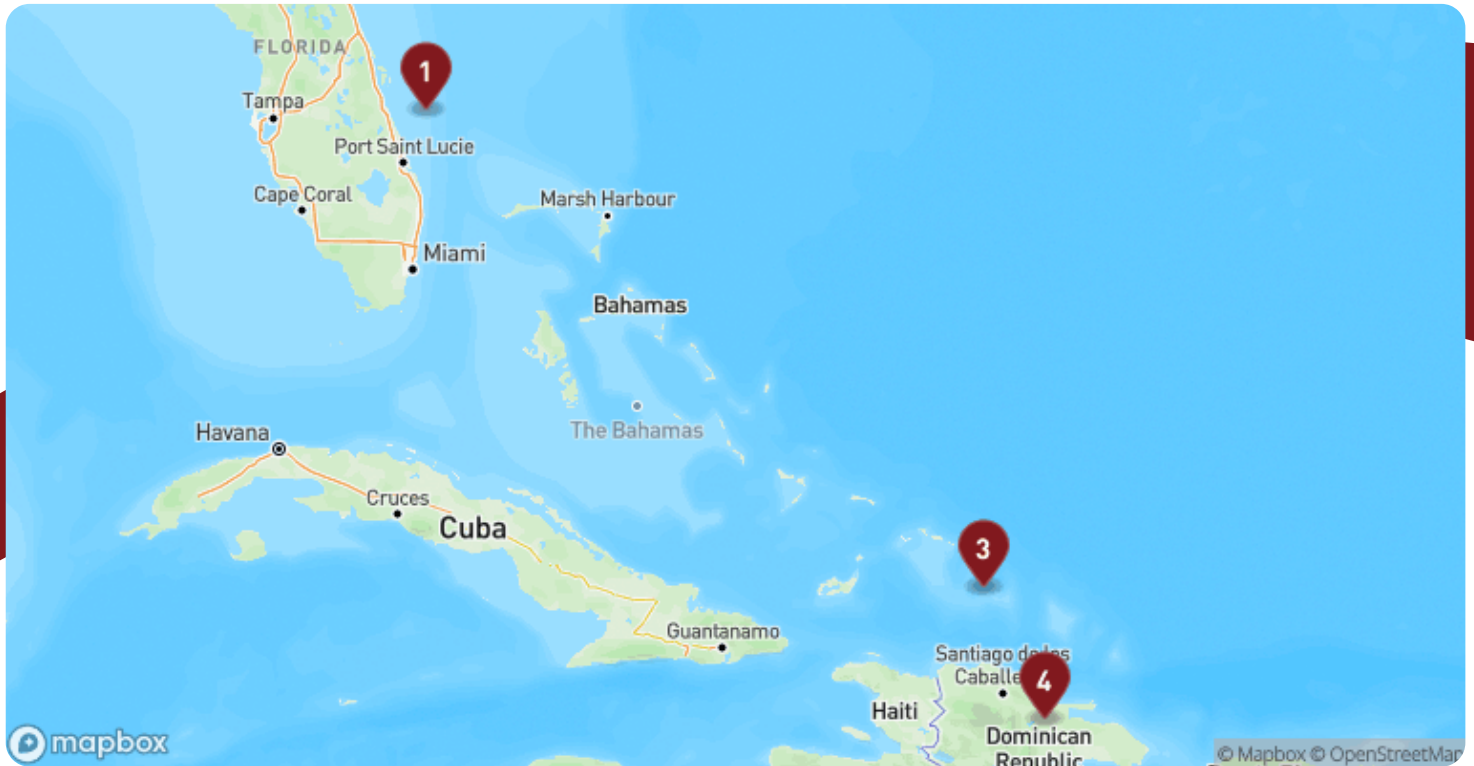 FLORIDA
1
Tampa
Port Saint Lucie
Cape Coral
Marsh Harbour
Miami
Bahamas
The Bahamas
Havana
Cruces
Cuba
3
Guantanamo
Santiago de los
Caballe
4
Haiti
Dominican
Republic
mapbox
© Mapbox © OpenStreetMap